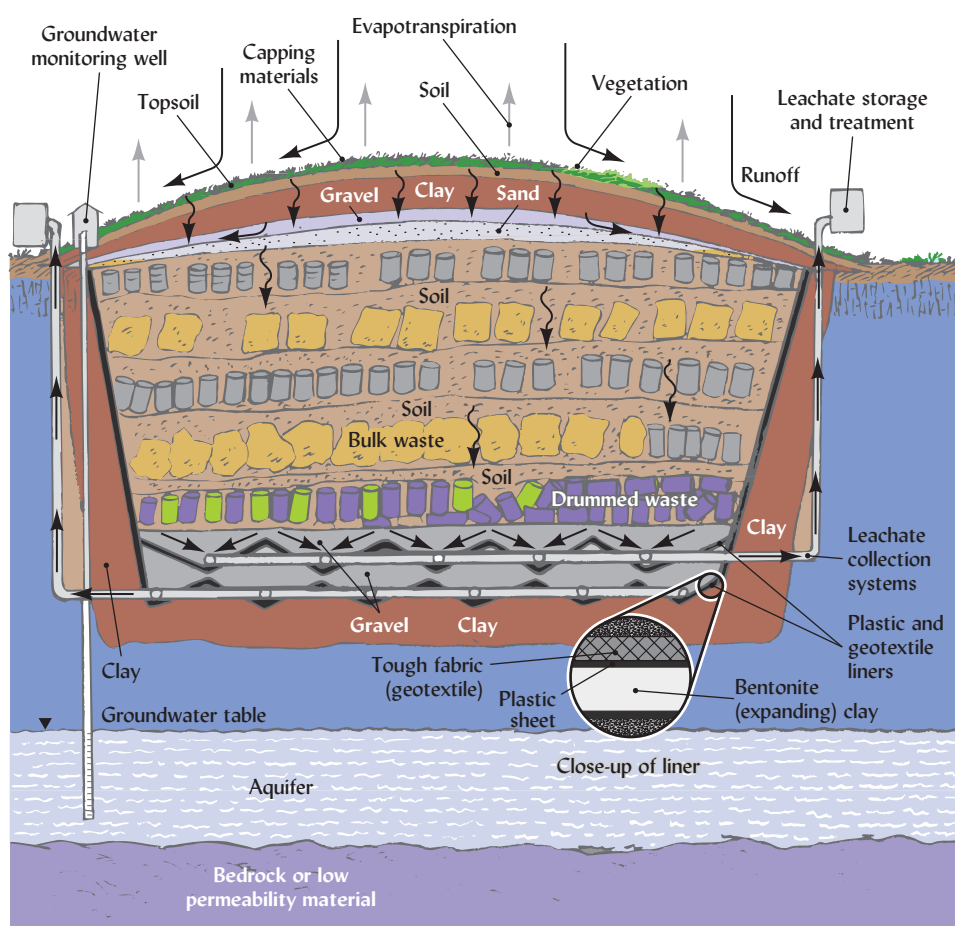 Groundwater
monitoring well
Evapotranspiration
Capping
materials
Topsoil
Soil
Vegetation
Leachate storage
and treatment
Runoff
Gravel
Clay
Sand
Soil
Soil
Bulk waste
Soil
Drummed waste
Clay
Leachate
collection
systems
Gravel
Clay
Clay
Tough fabric
(geotextile)
Plastic
sheet
Bentonite
(expanding) clay
Plastic and
geotextile
liners
Groundwater table
Close-up of liner
Aquifer
Bedrock or low
permeability material